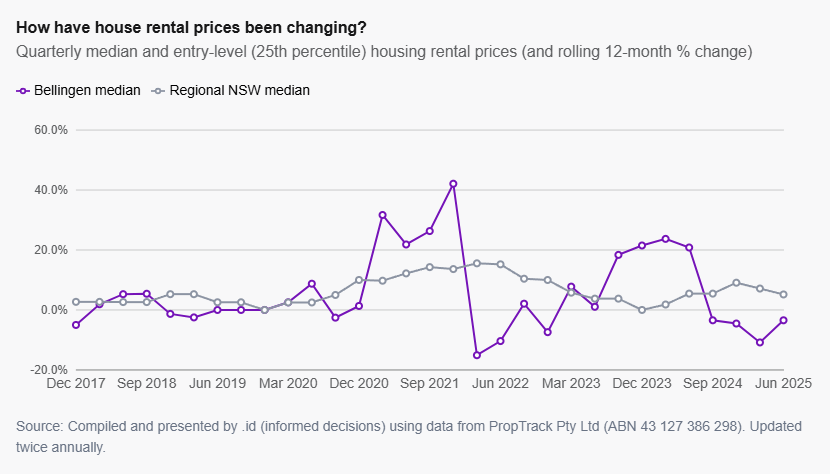 How have house rental prices been changing?
Quarterly median and entry-level (25th percentile) housing rental prices (and rolling 12-month % change)
Bellingen median Regional NSW median
60.0%
40.0%
20.0%
0.0%
-20.0%
Dec 2017 Sep 2018 Jun 2019 Mar 2020 Dec 2020 Sep 2021 Jun 2022 Mar 2023 Dec 2023 Sep 2024 Jun 2025
Source: Compiled and presented by .id (informed decisions) using data from PropTrack Pty Ltd (ABN 43 127 386 298). Updated
twice annually.